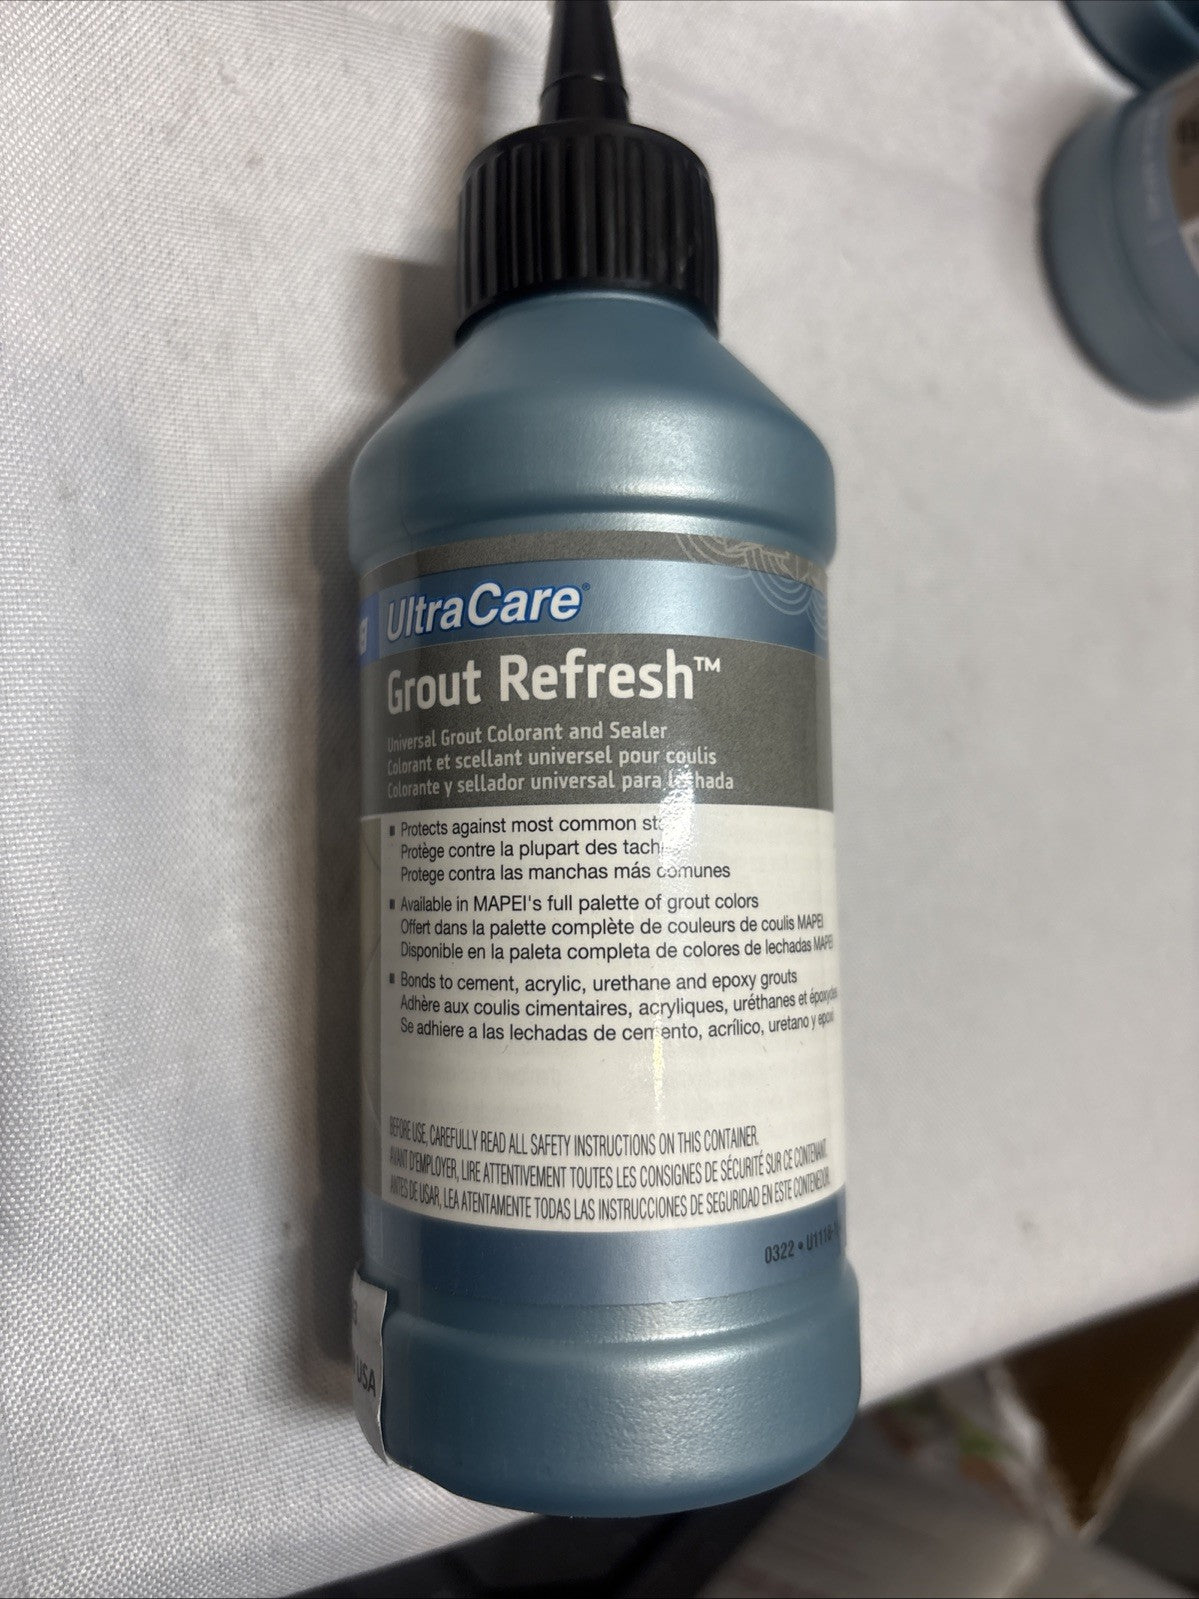 UltraCare®
Grout Refresh™
Universal Grout Colorant and Sealer
Colorant et scellant universel pour coulis
Colorante y sellador universal para lechada
Protects against most common
Protège contre la plupart des
Protege contra las manchas más comunes
Available in MAPEI's full palette of grout colors
Offert dans la palette complète de couleurs de coulis MAPEI
Disponible en la paleta completa de colores de lechadas MAPEI
Bonds to cement, acrylic, urethane and epoxy grouts
Adhère aux coulis cimentaires, acryliques, uréthanes et époxydes
Se adhiere a las lechadas de cemento, acrílico, uretano y
BEFORE USE, CAREFULLY READ ALL SAFETY INSTRUCTIONS ON THIS CONTAINER.
AVANT D'EMPLOYER, LIRE ATTENTIVEMENT TOUTES LES CONSIGNES DE SÉCURITÉ SUR CE CONTENANT.
ANTES DE USAR, LEA ATENTAMENTE TODAS LAS INSTRUCCIONES DE SEGURIDAD EN ESTE CONTENEDOR.
0322 •
USA